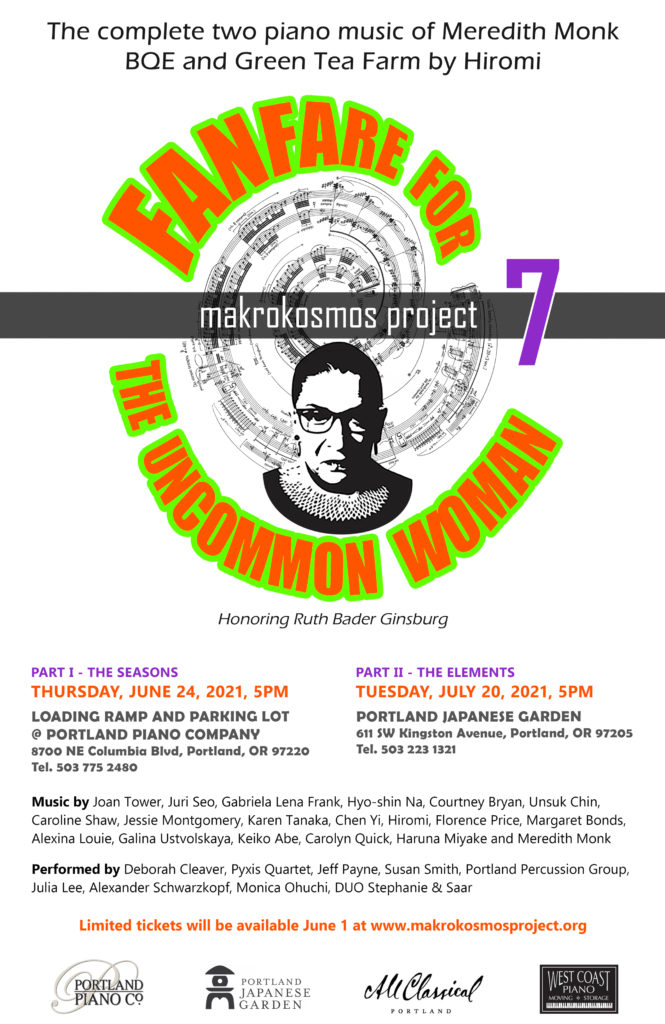 The complete two piano music of Meredith Monk
BQE and Green Tea Farm by Hiromi
FANFARE FOR
makrokosmos project 7
THE UNCOMMON WOMAN
Honoring Ruth Bader Ginsburg
PART I - THE SEASONS
THURSDAY, JUNE 24, 2021, 5PM
LOADING RAMP AND PARKING LOT
@ PORTLAND PIANO COMPANY
8700 NE Columbia Blvd, Portland, OR 97220
Tel. 503 775 2480
PART II - THE ELEMENTS
TUESDAY, JULY 20, 2021, 5PM
PORTLAND JAPANESE GARDEN
611 SW Kingston Avenue, Portland, OR 97205
Tel. 503 223 1321
Music by Joan Tower, Juri Seo, Gabriela Lena Frank, Hyo-shin Na, Courtney Bryan, Unsuk Chin,
Caroline Shaw, Jessie Montgomery, Karen Tanaka, Chen Yi, Hiromi, Florence Price, Margaret Bonds,
Alexina Louie, Galina Ustvolskaya, Keiko Abe, Carolyn Quick, Haruna Miyake and Meredith Monk
Performed by Deborah Cleaver, Pyxis Quartet, Jeff Payne, Susan Smith, Portland Percussion Group,
Julia Lee, Alexander Schwarzkopf, Monica Ohuchi, DUO Stephanie & Saar
Limited tickets will be available June 1 at www.makrokosmosproject.org
PORTLAND
PIANO CO
PORTLAND
JAPANESE
GARDEN
All Classical
PORTLAND
WEST COAST
PIANO
MOVING & STORAGE